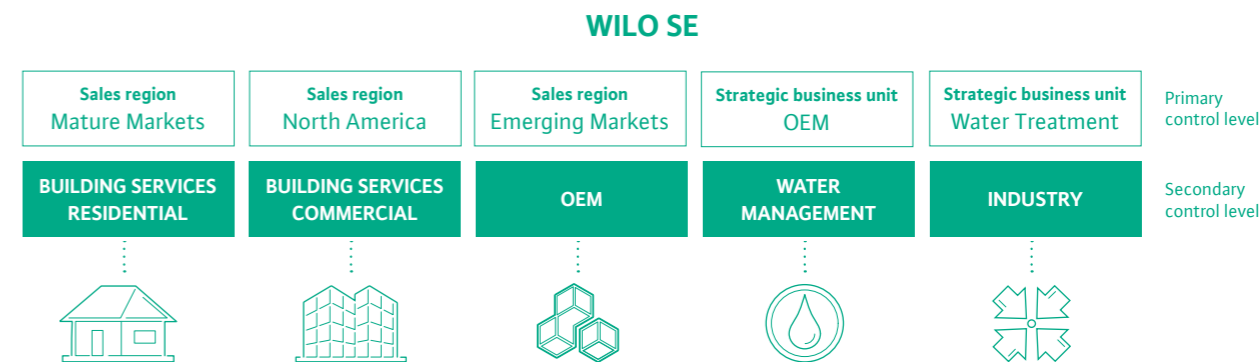 WILO SE
Sales region
Mature Markets
Sales region
North America
Sales region
Emerging Markets
Strategic business unit
OEM
Strategic business unit
Water Treatment
Primary
control level
BUILDING SERVICES
RESIDENTIAL
BUILDING SERVICES
COMMERCIAL
OEM
WATER
MANAGEMENT
INDUSTRY
Secondary
control level